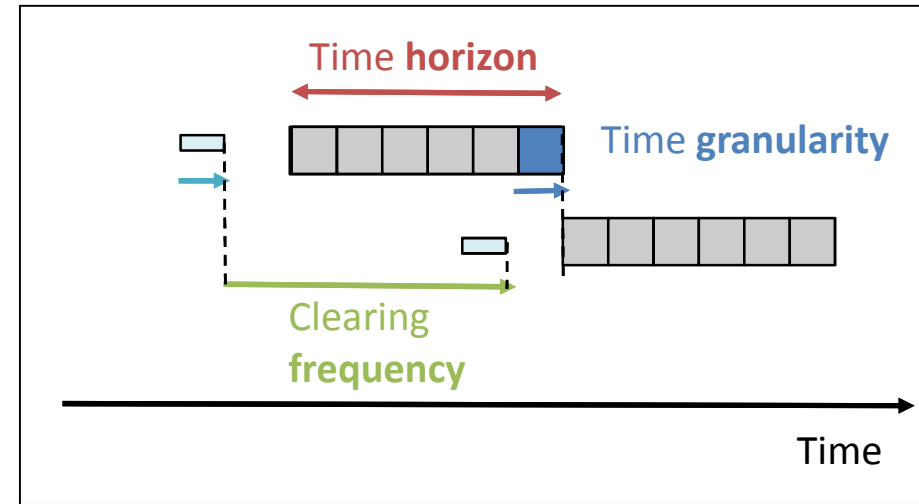 Time horizon
Time granularity
Clearing
frequency
Time